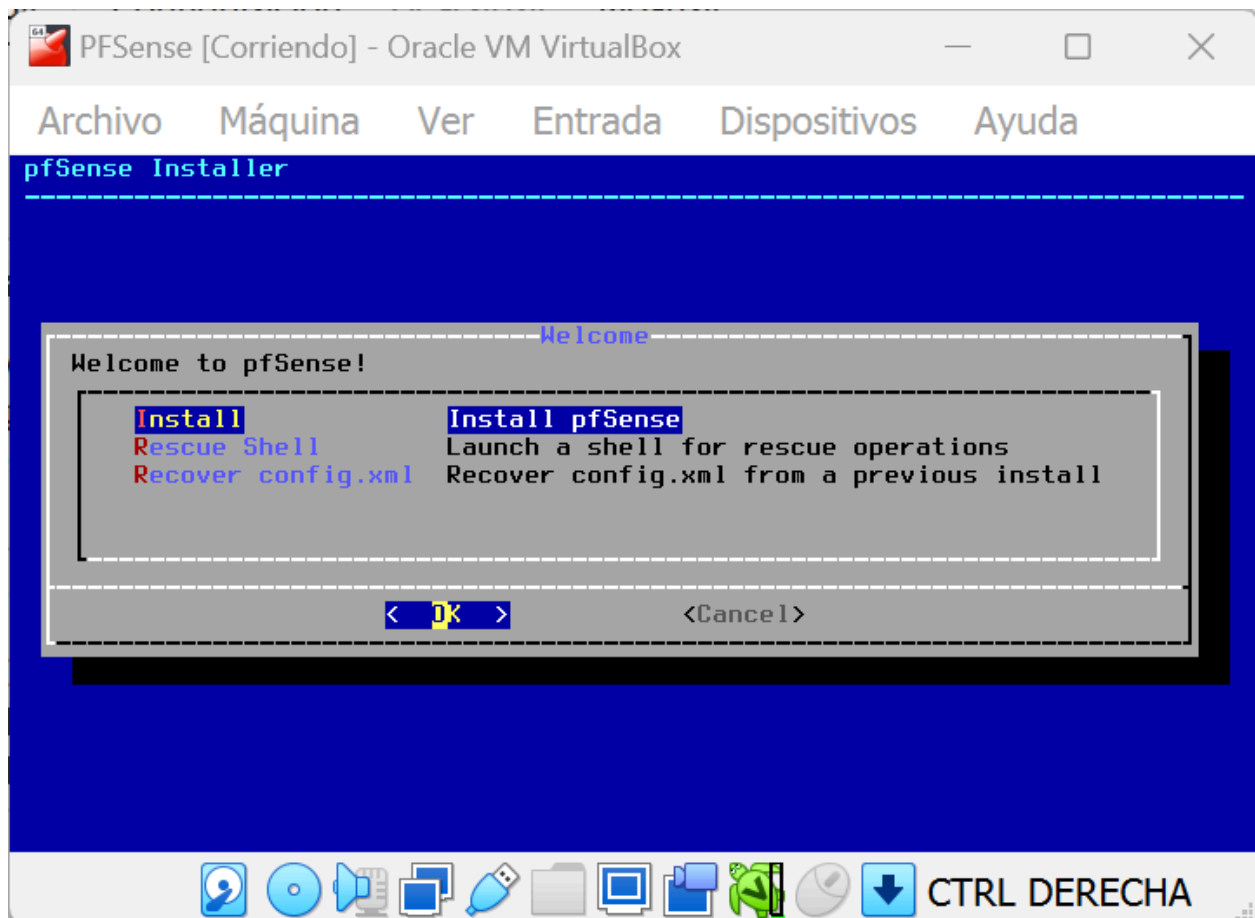 64
PFSense [Corriendo] - Oracle VM VirtualBox
Archivo Máquina Ver Entrada Dispositivos Ayuda
pfSense Installer
Welcome
Welcome to pfSense!
Install Install pfSense
Rescue Shell Launch a shell for rescue operations
Recover config.xml Recover config.xml from a previous install
< OK > <Cancel>
CTRL DERECHA